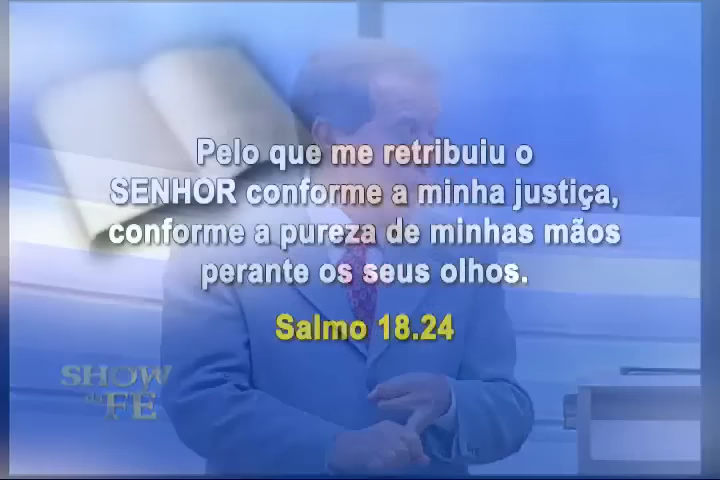 Pelo que me retribuiu o
SENHOR conforme a minha justiça,
conforme a pureza de minhas mãos
perante os seus olhos.
Salmo 18.24
SHOW
da
FÉ